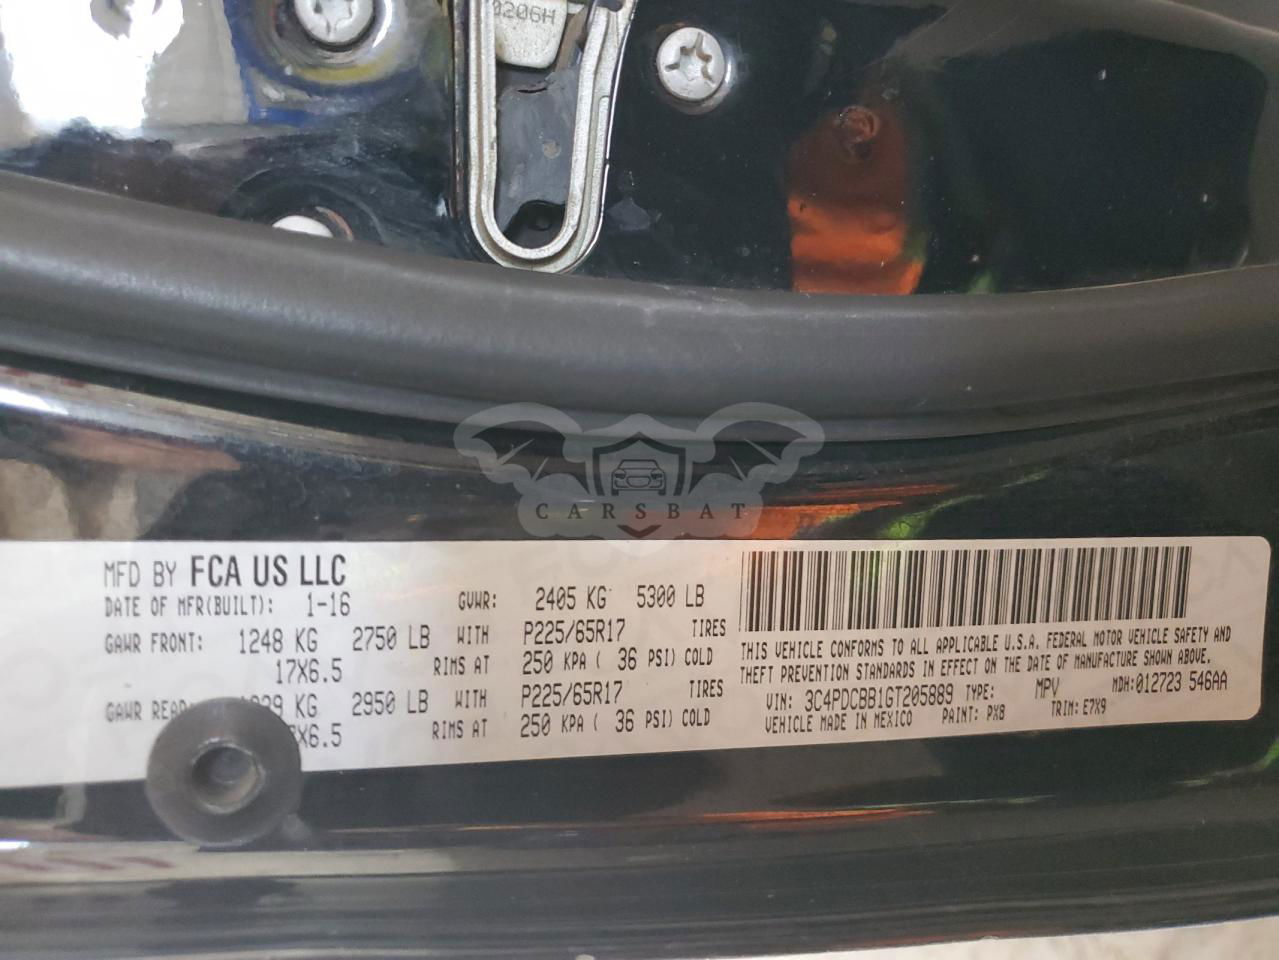 0206H
CARSBAT
MFD BY FCA US LLC
DATE OF MFR(BUILT): 1-16 GVWR: 2405 KG 5300 LB
GAWR FRONT: 1248 KG 2750 LB WITH P225/65R17 TIRES
17X6.5 RIMS AT 250 KPA ( 36 PSI) COLD
GAWR REAR: KG 2950 LB WITH P225/65R17 TIRES
X6.5 RIMS AT 250 KPA ( 36 PSI) COLD
THIS VEHICLE CONFORMS TO ALL APPLICABLE U.S.A. FEDERAL MOTOR VEHICLE SAFETY AND
THEFT PREVENTION STANDARDS IN EFFECT ON THE DATE OF MANUFACTURE SHOWN ABOVE.
VIN: 3C4PDCBB1GT205889 TYPE: MPV MDH:012723 546AA
VEHICLE MADE IN MEXICO PAINT: PX8 TRIM: E7X9